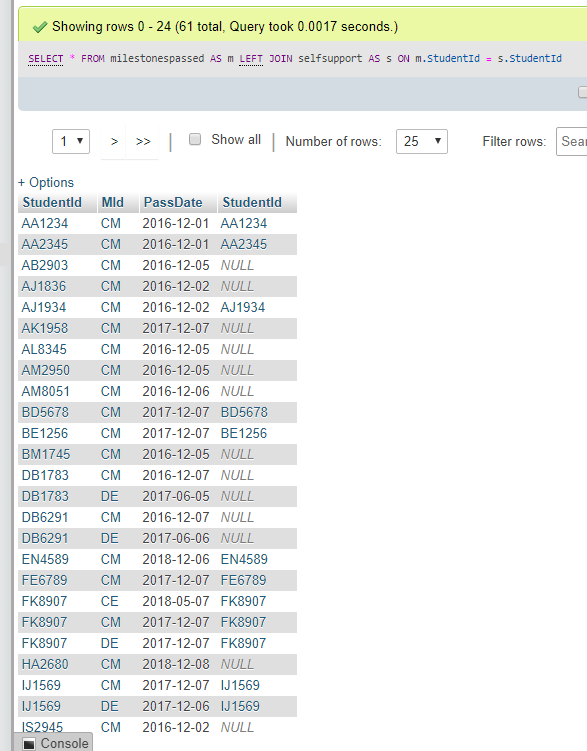 Showing rows 0 - 24 (61 total, Query took 0.0017 seconds.)
SELECT * FROM milestonespassed AS m LEFT JOIN selfsupport AS s ON m.StudentId = s.StudentId
1 > >> | Show all | Number of rows: 25 Filter rows: Sear
+ Options
StudentId MId PassDate StudentId
AA1234 CM 2016-12-01 AA1234
AA2345 CM 2016-12-01 AA2345
AB2903 CM 2016-12-05 NULL
AJ1836 CM 2016-12-02 NULL
AJ1934 CM 2016-12-02 AJ1934
AK1958 CM 2017-12-07 NULL
AL8345 CM 2016-12-05 NULL
AM2950 CM 2016-12-05 NULL
AM8051 CM 2016-12-06 NULL
BD5678 CM 2017-12-07 BD5678
BE1256 CM 2017-12-07 BE1256
BM1745 CM 2016-12-05 NULL
DB1783 CM 2016-12-07 NULL
DB1783 DE 2017-06-05 NULL
DB6291 CM 2016-12-07 NULL
DB6291 DE 2017-06-06 NULL
EN4589 CM 2018-12-06 EN4589
FE6789 CM 2017-12-07 FE6789
FK8907 CE 2018-05-07 FK8907
FK8907 CM 2017-12-07 FK8907
FK8907 DE 2017-12-07 FK8907
HA2680 CM 2018-12-08 NULL
IJ1569 CM 2017-12-07 IJ1569
IJ1569 DE 2017-12-06 IJ1569
IS2945 CM 2016-12-02 NULL
Console